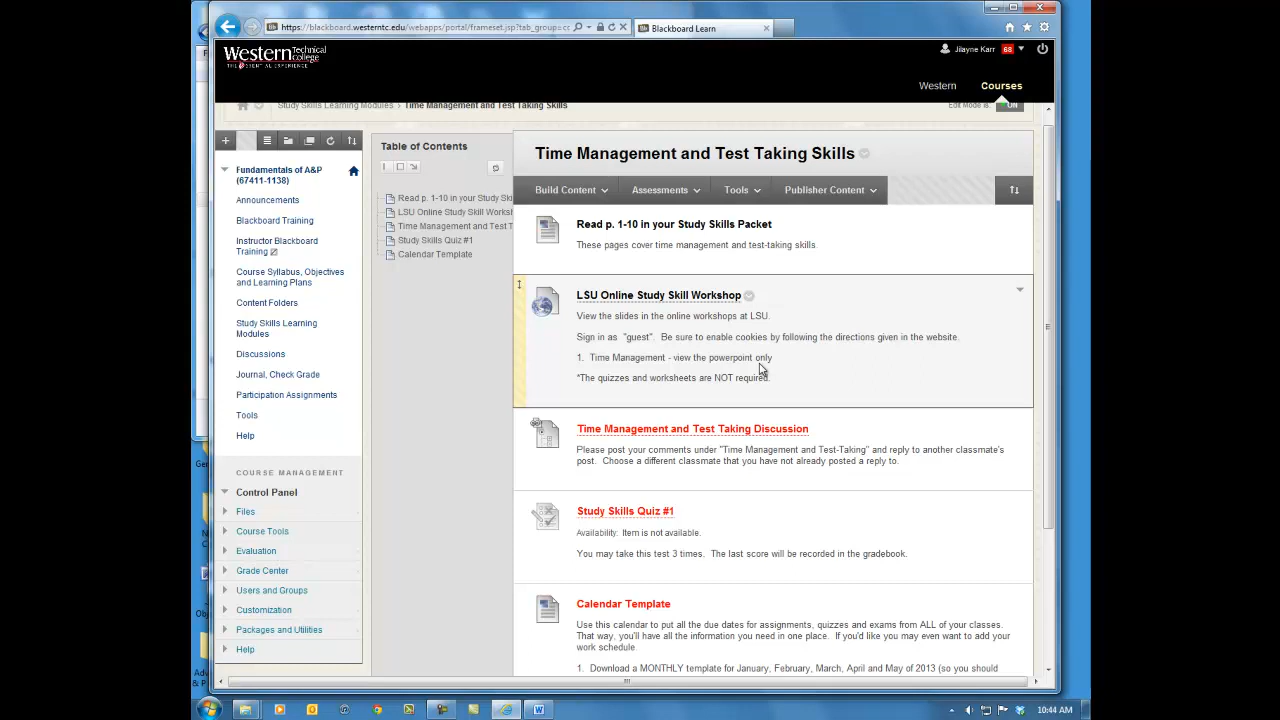 https://blackboard.westerntc.edu/webapps/portal/frameset.jsp?tab_group=cc
Blackboard Learn
Western Technical College
Jilayne Karr 68
Western
Courses
Study Skills Learning Modules > Time Management and Test Taking Skills
Edit Mode is: ON
Fundamentals of A&P
(67411-1138)
Announcements
Blackboard Training
Instructor Blackboard
Training
Course Syllabus, Objectives
and Learning Plans
Content Folders
Study Skills Learning
Modules
Discussions
Journal, Check Grade
Participation Assignments
Tools
Help
COURSE MANAGEMENT
Control Panel
Files
Course Tools
Evaluation
Grade Center
Users and Groups
Customization
Packages and Utilities
Help
Table of Contents
Read p. 1-10 in your Study Ski
LSU Online Study Skill Worksh
Time Management and Test T
Study Skills Quiz #1
Calendar Template
Time Management and Test Taking Skills
Build Content
Assessments
Tools
Publisher Content
Read p. 1-10 in your Study Skills Packet
These pages cover time management and test-taking skills.
LSU Online Study Skill Workshop
View the slides in the online workshops at LSU.
Sign in as "guest". Be sure to enable cookies by following the directions given in the website.
1. Time Management - view the powerpoint only
*The quizzes and worksheets are NOT required.
Time Management and Test Taking Discussion
Please post your comments under "Time Management and Test-Taking" and reply to another classmate's
post. Choose a different classmate that you have not already posted a reply to.
Study Skills Quiz #1
Availability: Item is not available.
You may take this test 3 times. The last score will be recorded in the gradebook.
Calendar Template
Use this calendar to put all the due dates for assignments, quizzes and exams from ALL of your classes.
That way, you'll have all the information you need in one place. If you'd like you may even want to add your
work schedule
1. Download a MONTHLY template for January, February, March, April and May of 2013 (so you should
10:44 AM